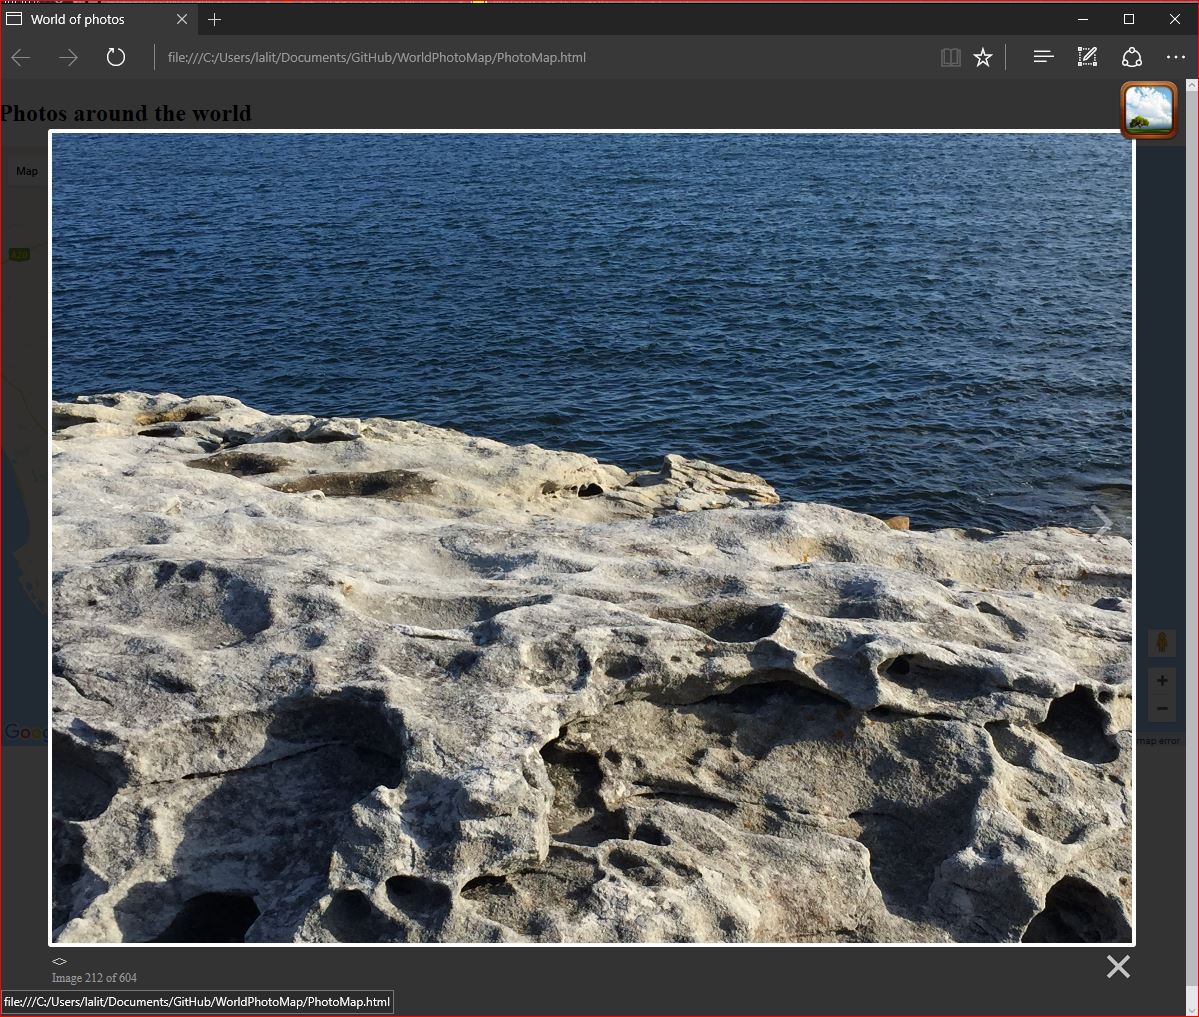 World of photos
file:///C:/Users/lalit/Documents/GitHub/WorldPhotoMap/PhotoMap.html
Photos around the world
Map
A20
Goog
map error
<>
Image 212 of 604
file:///C:/Users/lalit/Documents/GitHub/WorldPhotoMap/PhotoMap.html